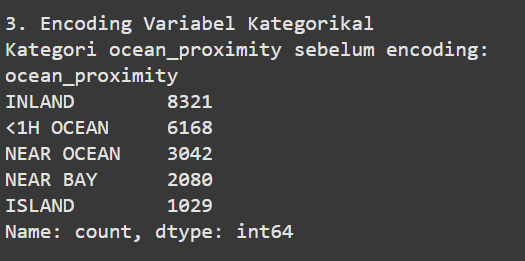 3. Encoding Variabel Kategorikal
Kategori ocean_proximity sebelum encoding:
ocean_proximity
INLAND        8321
<1H OCEAN     6168
NEAR OCEAN    3042
NEAR BAY      2080
ISLAND        1029
Name: count, dtype: int64